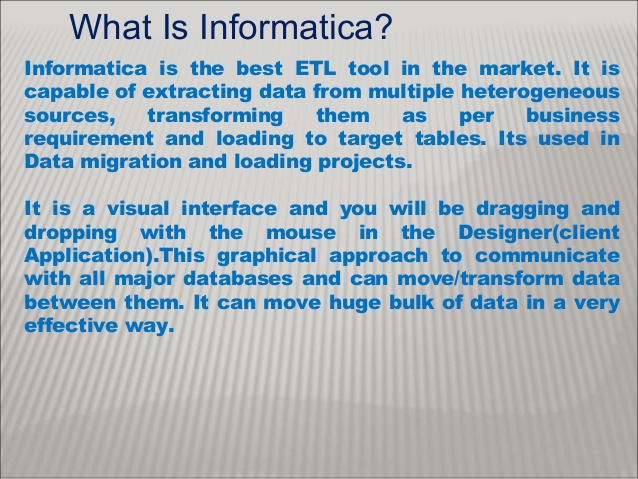 What Is Informatica?
Informatica is the best ETL tool in the market. It is
capable of extracting data from multiple heterogeneous
sources, transforming them as per business
requirement and loading to target tables. Its used in
Data migration and loading projects.
It is a visual interface and you will be dragging and
dropping with the mouse in the Designer(client
Application).This graphical approach to communicate
with all major databases and can move/transform data
between them. It can move huge bulk of data in a very
effective way.